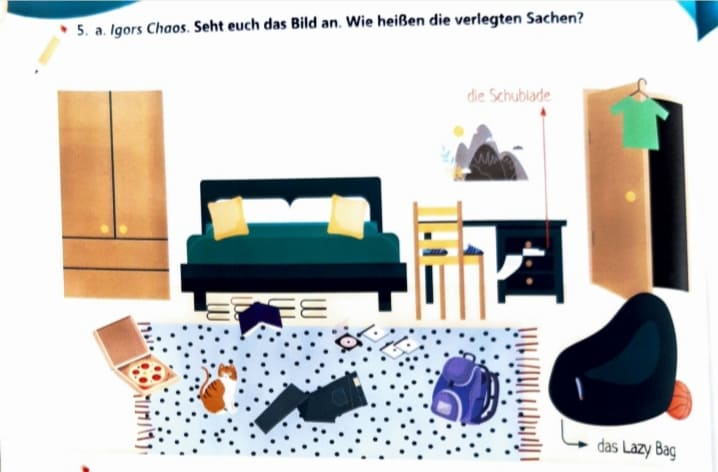 5. a. Igors Chaos. Seht euch das Bild an. Wie heißen die verlegten Sachen?
die Schublade
das Lazy Bag